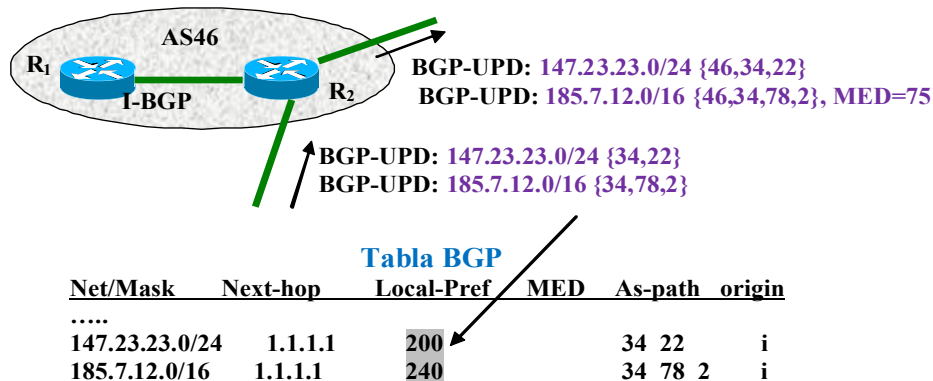 AS46
R1
I-BGP
R2
BGP-UPD: 147.23.23.0/24 {46,34,22}
BGP-UPD: 185.7.12.0/16 {46,34,78,2}, MED=75
BGP-UPD: 147.23.23.0/24 {34,22}
BGP-UPD: 185.7.12.0/16 {34,78,2}
Tabla BGP
Net/Mask Next-hop Local-Pref MED As-path origin
…..
147.23.23.0/24 1.1.1.1 200 34 22 i
185.7.12.0/16 1.1.1.1 240 34 78 2 i